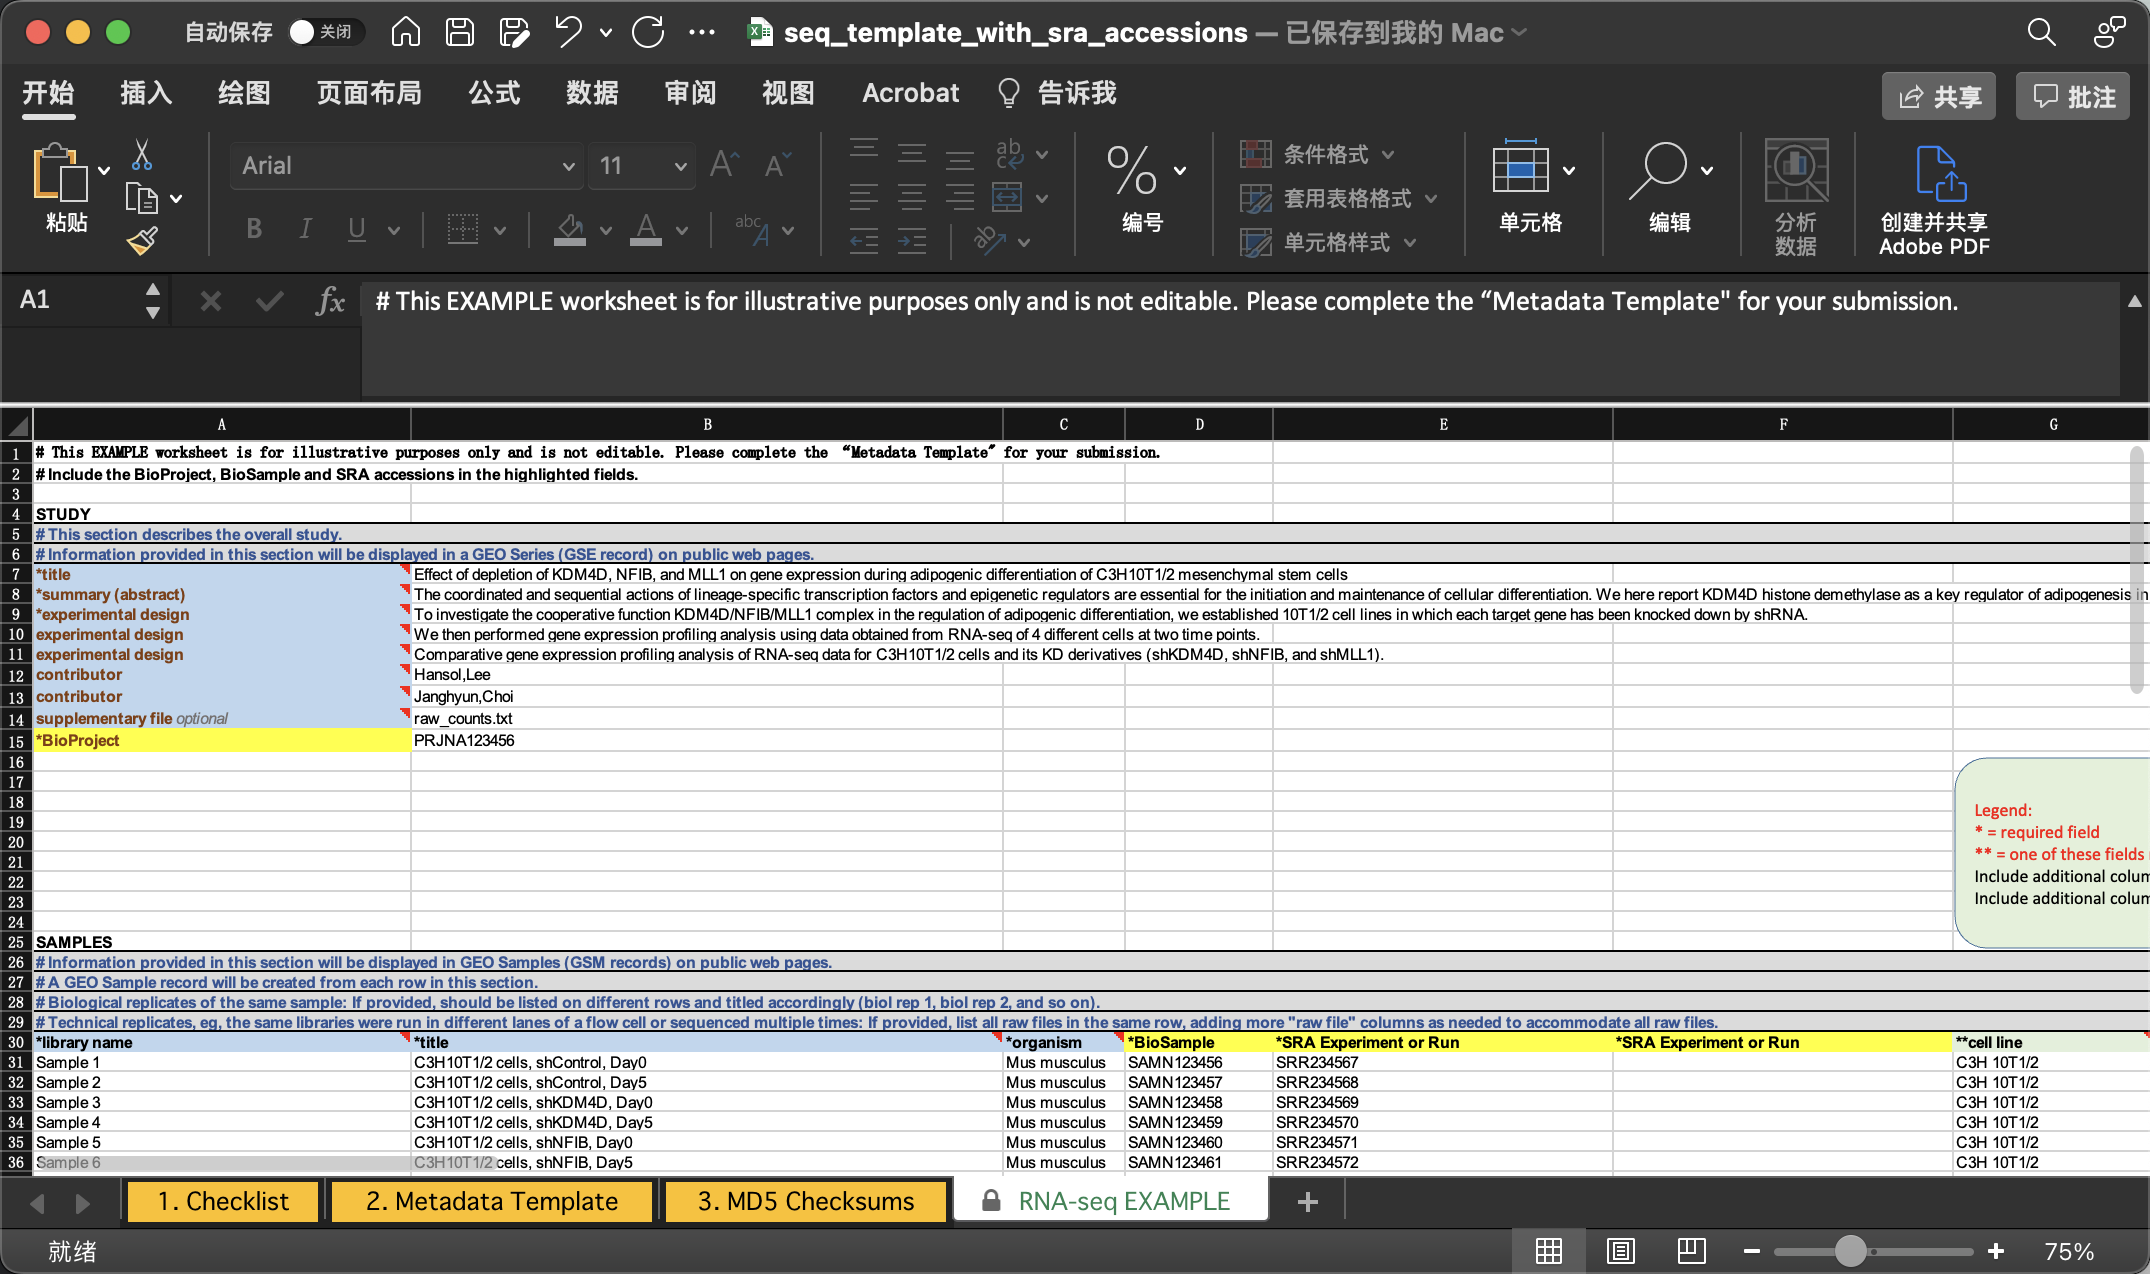 自动保存 关闭 seq_template_with_sra_accessions — 已保存到我的 Mac
开始 插入 绘图 页面布局 公式 数据 审阅 视图 Acrobat 告诉我 共享 批注
粘贴 Arial 11 编号 条件格式 套用表格格式 单元格样式 单元格 编辑 分析数据 创建并共享 Adobe PDF
A1 fx # This EXAMPLE worksheet is for illustrative purposes only and is not editable. Please complete the “Metadata Template" for your submission.
A B C D E F G
1 # This EXAMPLE worksheet is for illustrative purposes only and is not editable. Please complete the “Metadata Template" for your submission.
2 # Include the BioProject, BioSample and SRA accessions in the highlighted fields.
3
4 STUDY
5 # This section describes the overall study.
6 # Information provided in this section will be displayed in a GEO Series (GSE record) on public web pages.
7 *title Effect of depletion of KDM4D, NFIB, and MLL1 on gene expression during adipogenic differentiation of C3H10T1/2 mesenchymal stem cells
8 *summary (abstract) The coordinated and sequential actions of lineage-specific transcription factors and epigenetic regulators are essential for the initiation and maintenance of cellular differentiation. We here report KDM4D histone demethylase as a key regulator of adipogenesis in
9 *experimental design To investigate the cooperative function KDM4D/NFIB/MLL1 complex in the regulation of adipogenic differentiation, we established 10T1/2 cell lines in which each target gene has been knocked down by shRNA.
10 experimental design We then performed gene expression profiling analysis using data obtained from RNA-seq of 4 different cells at two time points.
11 experimental design Comparative gene expression profiling analysis of RNA-seq data for C3H10T1/2 cells and its KD derivatives (shKDM4D, shNFIB, and shMLL1).
12 contributor Hansol,Lee
13 contributor Janghyun,Choi
14 supplementary file optional raw_counts.txt
15 *BioProject PRJNA123456
16
17
18
19
20
21
22
23
24
Legend:
* = required field
** = one of these fields
Include additional colum
Include additional colum
25 SAMPLES
26 # Information provided in this section will be displayed in GEO Samples (GSM records) on public web pages.
27 # A GEO Sample record will be created from each row in this section.
28 # Biological replicates of the same sample: If provided, should be listed on different rows and titled accordingly (biol rep 1, biol rep 2, and so on).
29 # Technical replicates, eg, the same libraries were run in different lanes of a flow cell or sequenced multiple times: If provided, list all raw files in the same row, adding more "raw file" columns as needed to accommodate all raw files.
30 *library name *title *organism *BioSample *SRA Experiment or Run *SRA Experiment or Run **cell line
31 Sample 1 C3H10T1/2 cells, shControl, Day0 Mus musculus SAMN123456 SRR234567 C3H 10T1/2
32 Sample 2 C3H10T1/2 cells, shControl, Day5 Mus musculus SAMN123457 SRR234568 C3H 10T1/2
33 Sample 3 C3H10T1/2 cells, shKDM4D, Day0 Mus musculus SAMN123458 SRR234569 C3H 10T1/2
34 Sample 4 C3H10T1/2 cells, shKDM4D, Day5 Mus musculus SAMN123459 SRR234570 C3H 10T1/2
35 Sample 5 C3H10T1/2 cells, shNFIB, Day0 Mus musculus SAMN123460 SRR234571 C3H 10T1/2
36 Sample 6 C3H10T1/2 cells, shNFIB, Day5 Mus musculus SAMN123461 SRR234572 C3H 10T1/2
1. Checklist 2. Metadata Template 3. MD5 Checksums RNA-seq EXAMPLE
就绪 75%